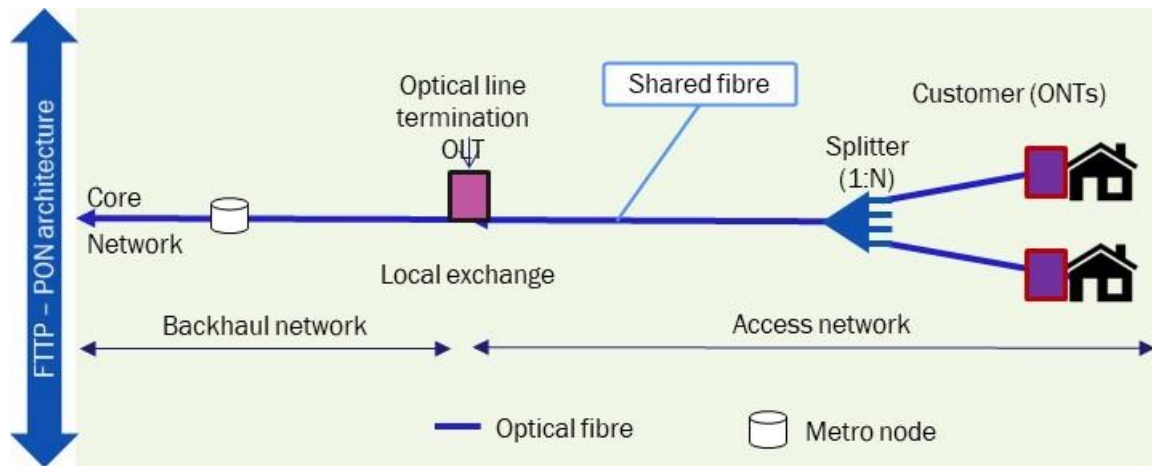 FTTP – PON architecture
Optical line
termination
OLT
Shared fibre
Customer (ONTs)
Splitter
(1:N)
Core
Network
Local exchange
Backhaul network
Access network
Optical fibre
Metro node